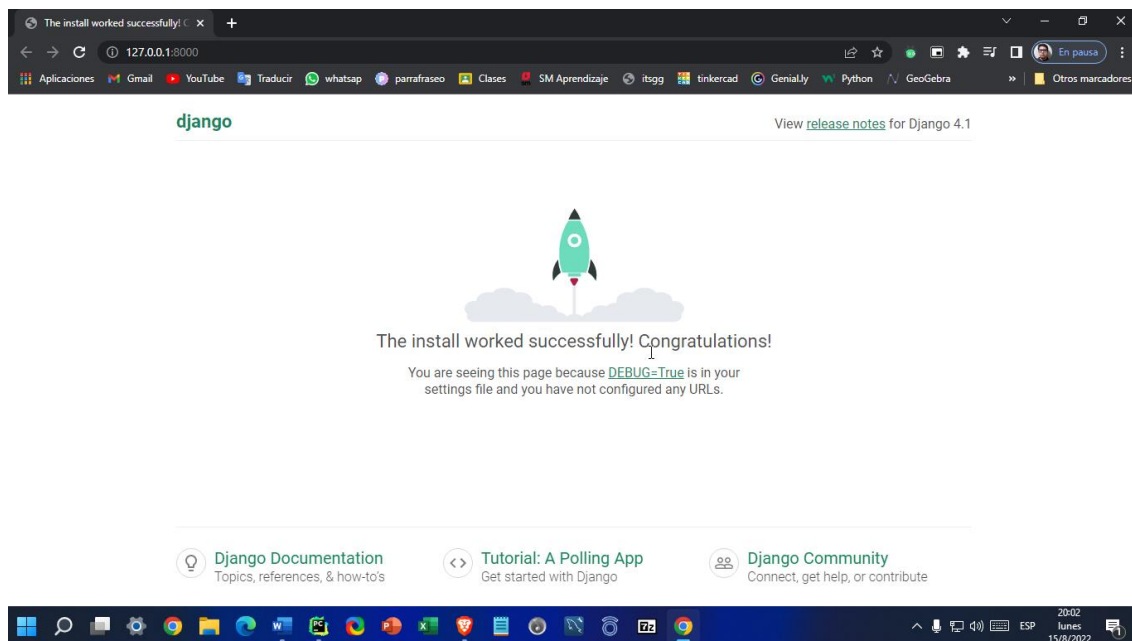 The install worked successfully! C
127.0.0.1:8000
En pausa
Aplicaciones Gmail YouTube Traducir whatsap parrafraseo Clases SM Aprendizaje itsgg tinkercad Genial.ly Python GeoGebra » Otros marcadores
django
View release notes for Django 4.1
The install worked successfully! Congratulations!
You are seeing this page because DEBUG=True is in your
settings file and you have not configured any URLs.
Django Documentation
Topics, references, & how-to's
Tutorial: A Polling App
Get started with Django
Django Community
Connect, get help, or contribute
ESP
20:02
lunes
15/8/2022